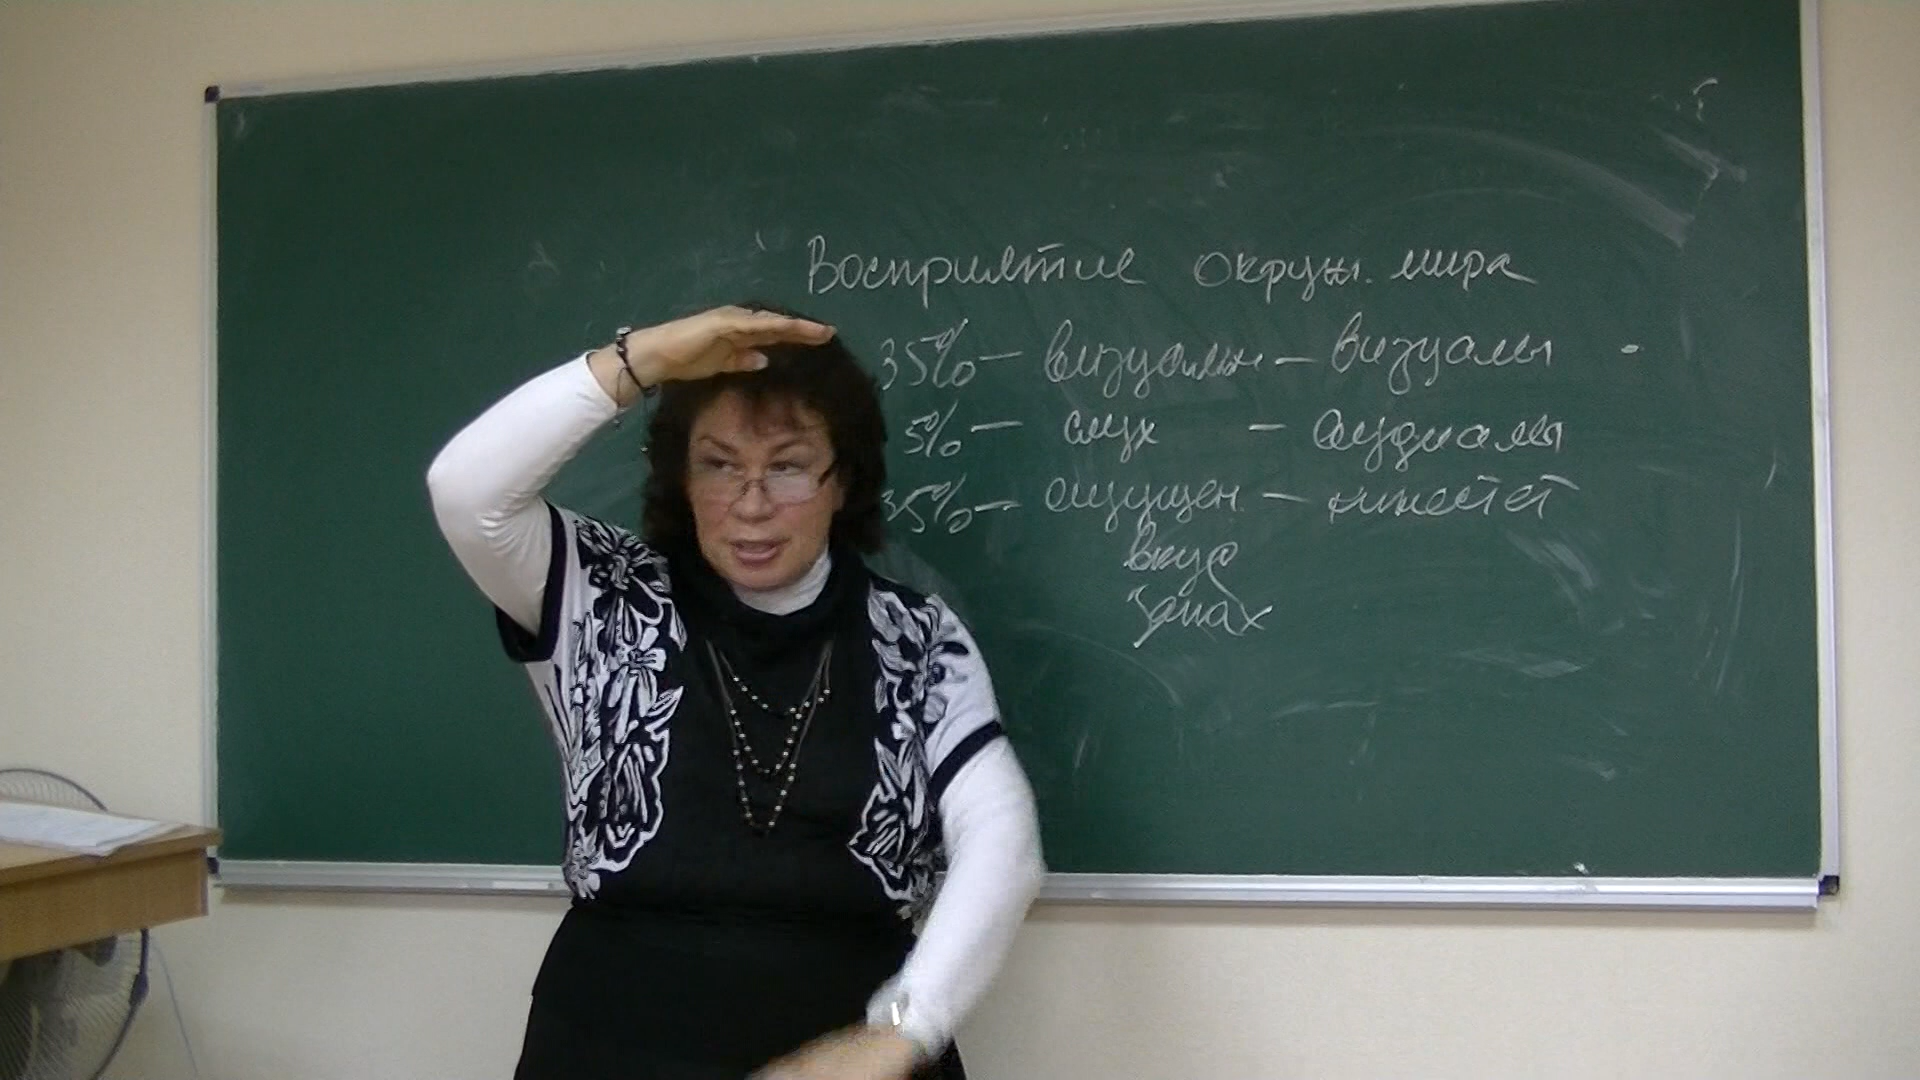 Восприятие окруж. мира
35% — визуальн — визуалы
5% — слух — аудиалы
35% — ощущен. — кинестет
вкус
запах